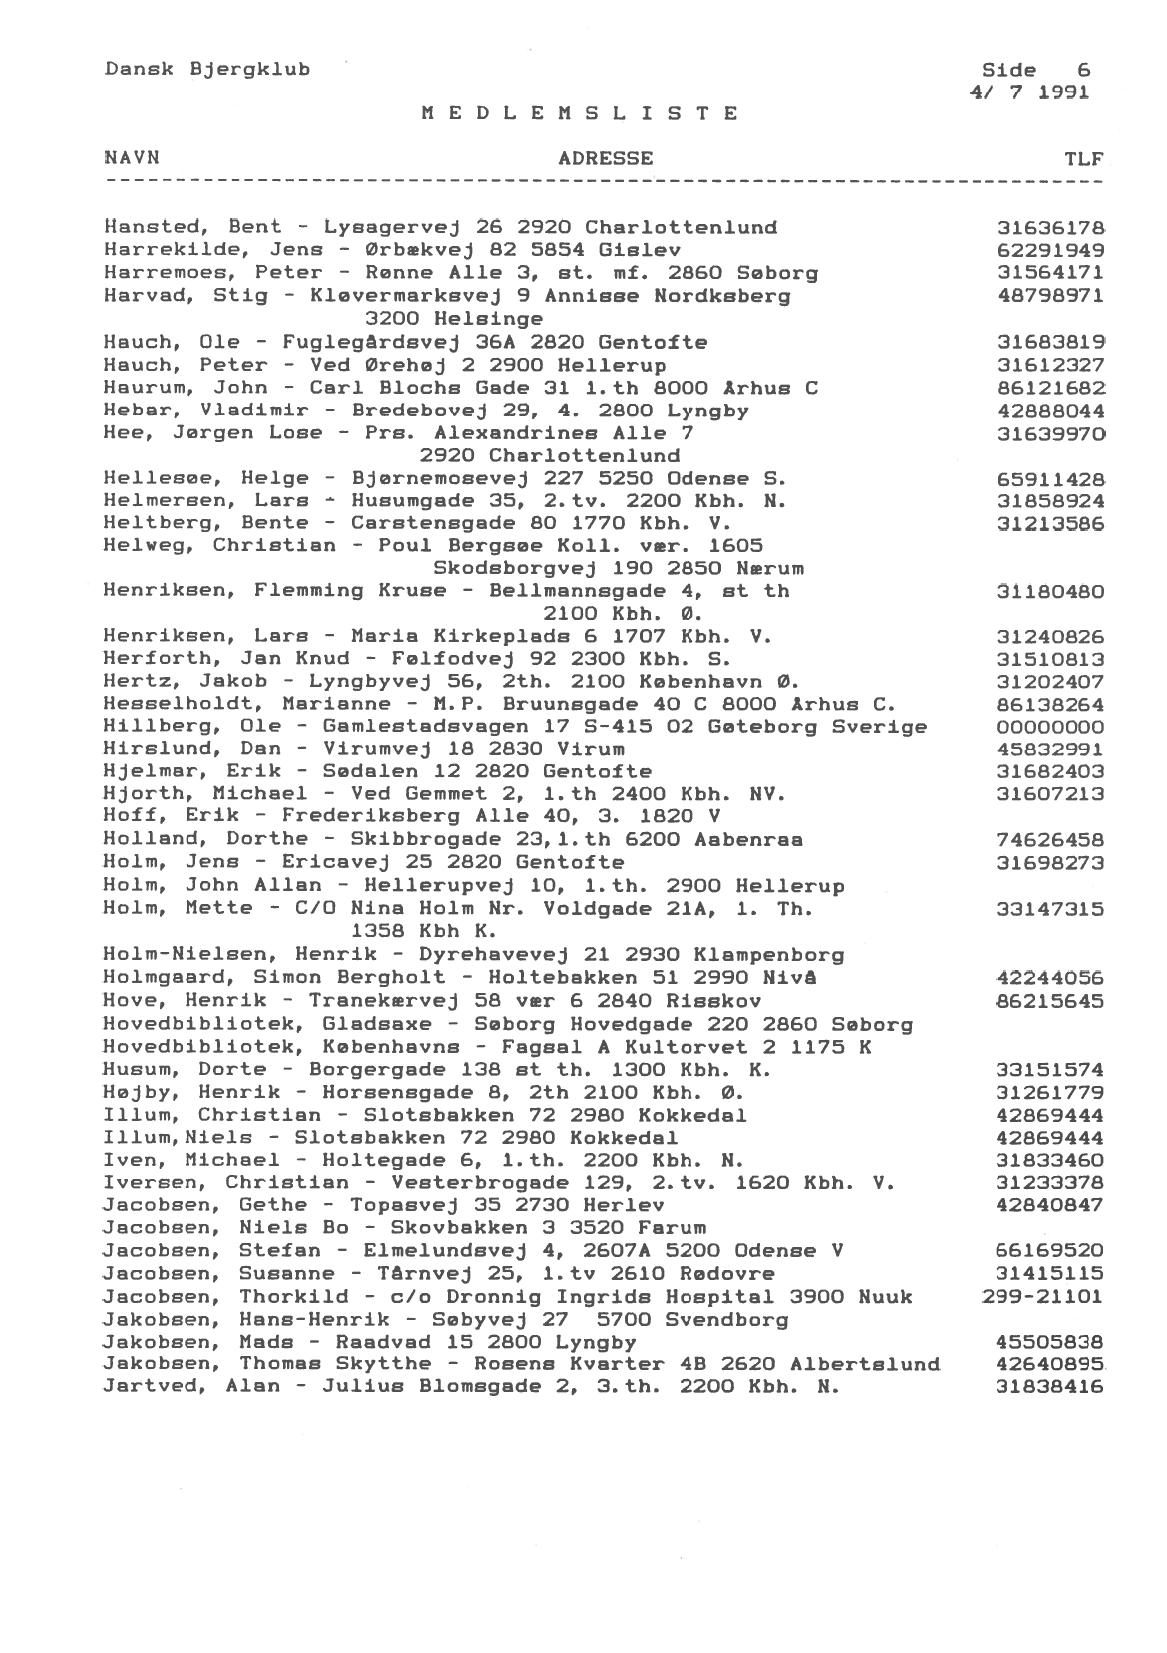 Dansk Bjergklub Side 6
4/ 7 1991
M E D L E M S L I S T E
NAVN ADRESSE TLF
-------------------------------------------------------------------------
Hansted, Bent - Lysagervej 26 2920 Charlottenlund 31636178
Harrekilde, Jens - Ørbækvej 82 5854 Gislev 62291949
Harremoes, Peter - Rønne Alle 3, st. mf. 2860 Søborg 31564171
Harvad, Stig - Kløvermarksvej 9 Annisse Nordksberg 48798971
3200 Helsinge
Hauch, Ole - Fuglegårdsvej 36A 2820 Gentofte 31683819
Hauch, Peter - Ved Ørehøj 2 2900 Hellerup 31612327
Haurum, John - Carl Blochs Gade 31 1.th 8000 Arhus C 86121682
Hebar, Vladimir - Bredebovej 29, 4. 2800 Lyngby 42888044
Hee, Jørgen Lose - Prs. Alexandrines Alle 7 31639970
2920 Charlottenlund
Hellesøe, Helge - Bjørnemosevej 227 5250 Odense S. 65911428
Helmersen, Lars - Husumgade 35, 2.tv. 2200 Kbh. N. 31858924
Heltberg, Bente - Carstensgade 80 1770 Kbh. V. 31213586
Helweg, Christian - Poul Bergsøe Koll. vær. 1605
Skodsborgvej 190 2850 Nærum
Henriksen, Flemming Kruse - Bellmannsgade 4, st th 31180480
2100 Kbh. Ø.
Henriksen, Lars - Maria Kirkeplads 6 1707 Kbh. V. 31240826
Herforth, Jan Knud - Følfodvej 92 2300 Kbh. S. 31510813
Hertz, Jakob - Lyngbyvej 56, 2th. 2100 København Ø. 31202407
Hesselholdt, Marianne - M.P. Bruunsgade 40 C 8000 Arhus C. 86138264
Hillberg, Ole - Gamlestadsvagen 17 S-415 02 Gøteborg Sverige 00000000
Hirslund, Dan - Virumvej 18 2830 Virum 45832991
Hjelmar, Erik - Sødalen 12 2820 Gentofte 31682403
Hjorth, Michael - Ved Gemmet 2, 1.th 2400 Kbh. NV. 31607213
Hoff, Erik - Frederiksberg Alle 40, 3. 1820 V
Holland, Dorthe - Skibbrogade 23,1.th 6200 Aabenraa 74626458
Holm, Jens - Ericavej 25 2820 Gentofte 31698273
Holm, John Allan - Hellerupvej 10, 1.th. 2900 Hellerup
Holm, Mette - C/O Nina Holm Nr. Voldgade 21A, 1. Th. 33147315
1358 Kbh K.
Holm-Nielsen, Henrik - Dyrehavevej 21 2930 Klampenborg
Holmgaard, Simon Bergholt - Holtebakken 51 2990 Nivå 42244056
Hove, Henrik - Tranekærvej 58 vær 6 2840 Risskov 86215645
Hovedbibliotek, Gladsaxe - Søborg Hovedgade 220 2860 Søborg
Hovedbibliotek, Københavns - Fagsal A Kultorvet 2 1175 K
Husum, Dorte - Borgergade 138 st th. 1300 Kbh. K. 33151574
Højby, Henrik - Horsensgade 8, 2th 2100 Kbh. Ø. 31261779
Illum, Christian - Slotsbakken 72 2980 Kokkedal 42869444
Illum,Niels - Slotsbakken 72 2980 Kokkedal 42869444
Iven, Michael - Holtegade 6, 1.th. 2200 Kbh. N. 31833460
Iversen, Christian - Vesterbrogade 129, 2.tv. 1620 Kbh. V. 31233378
Jacobsen, Gethe - Topasvej 35 2730 Herlev 42840847
Jacobsen, Niels Bo - Skovbakken 3 3520 Farum
Jacobsen, Stefan - Elmelundsvej 4, 2607A 5200 Odense V 66169520
Jacobsen, Susanne - Tårnvej 25, 1.tv 2610 Rødovre 31415115
Jacobsen, Thorkild - c/o Dronnig Ingrids Hospital 3900 Nuuk 299-21101
Jakobsen, Hans-Henrik - Søbyvej 27 5700 Svendborg
Jakobsen, Mads - Raadvad 15 2800 Lyngby 45505838
Jakobsen, Thomas Skytthe - Rosens Kvarter 4B 2620 Albertslund 42640895
Jartved, Alan - Julius Blomsgade 2, 3.th. 2200 Kbh. N. 31838416